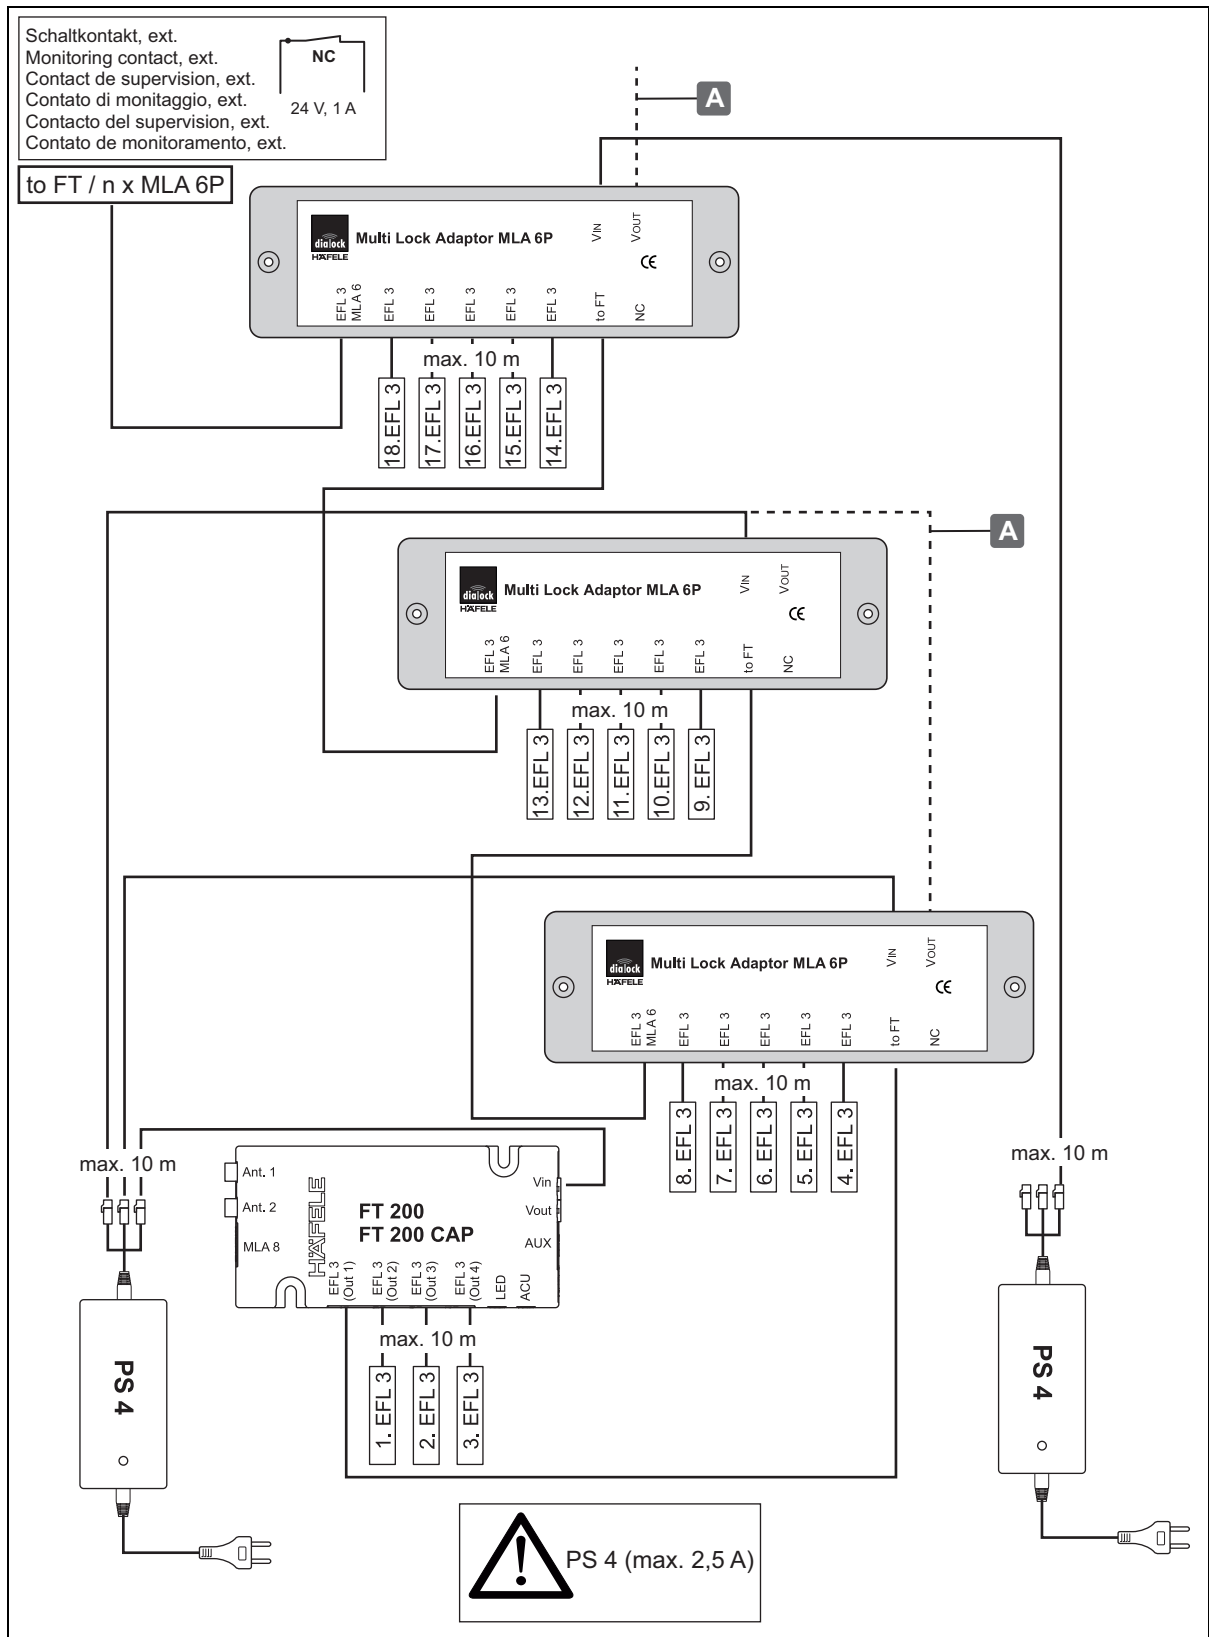 Schaltkontakt, ext.
Monitoring contact, ext.
Contact de supervision, ext.
Contato di monitaggio, ext.
Contacto del supervision, ext.
Contato de monitoramento, ext.
NC
24 V, 1 A
A
to FT / n x MLA 6P
dialock
HÄFELE
Multi Lock Adaptor MLA 6P
VIN
VOUT
CE
EFL 3
MLA 6
EFL 3
EFL 3
EFL 3
EFL 3
EFL 3
to FT
NC
max. 10 m
18.EFL 3
17.EFL 3
16.EFL 3
15.EFL 3
14.EFL 3
A
dialock
HÄFELE
Multi Lock Adaptor MLA 6P
VIN
VOUT
CE
EFL 3
MLA 6
EFL 3
EFL 3
EFL 3
EFL 3
EFL 3
to FT
NC
max. 10 m
13.EFL 3
12.EFL 3
11.EFL 3
10.EFL 3
9. EFL 3
dialock
HÄFELE
Multi Lock Adaptor MLA 6P
VIN
VOUT
CE
EFL 3
MLA 6
EFL 3
EFL 3
EFL 3
EFL 3
EFL 3
to FT
NC
max. 10 m
8. EFL 3
7. EFL 3
6. EFL 3
5. EFL 3
4. EFL 3
max. 10 m
Ant. 1
Ant. 2
MLA 8
HÄFELE
FT 200
FT 200 CAP
Vin
Vout
AUX
EFL 3
(Out 1)
EFL 3
(Out 2)
EFL 3
(Out 3)
EFL 3
(Out 4)
LED
ACU
max. 10 m
1. EFL 3
2. EFL 3
3. EFL 3
PS 4
max. 10 m
PS 4
PS 4 (max. 2,5 A)